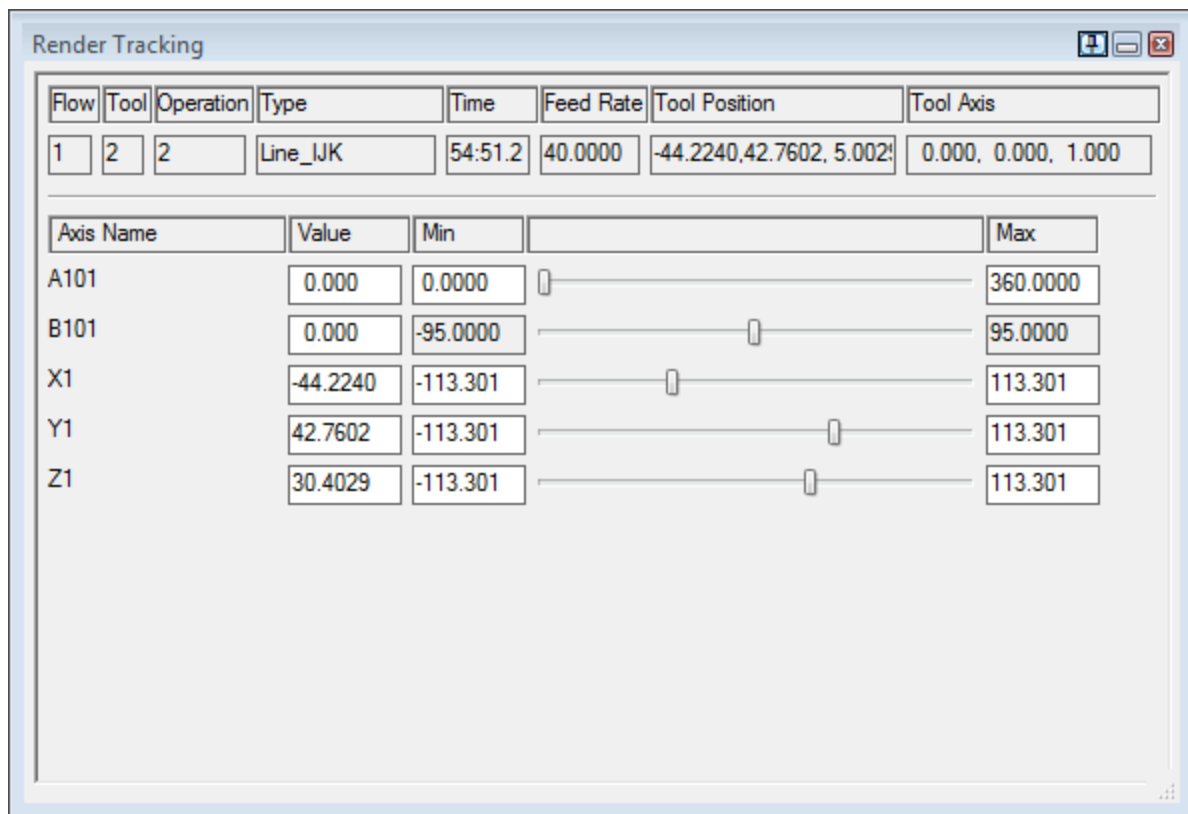 Render Tracking
Flow Tool Operation Type Time Feed Rate Tool Position Tool Axis
1 2 2 Line_IJK 54:51.2 40.0000 -44.2240,42.7602, 5.002 0.000, 0.000, 1.000
Axis Name Value Min Max
A101 0.000 0.0000 360.0000
B101 0.000 -95.0000 95.0000
X1 -44.2240 -113.301 113.301
Y1 42.7602 -113.301 113.301
Z1 30.4029 -113.301 113.301